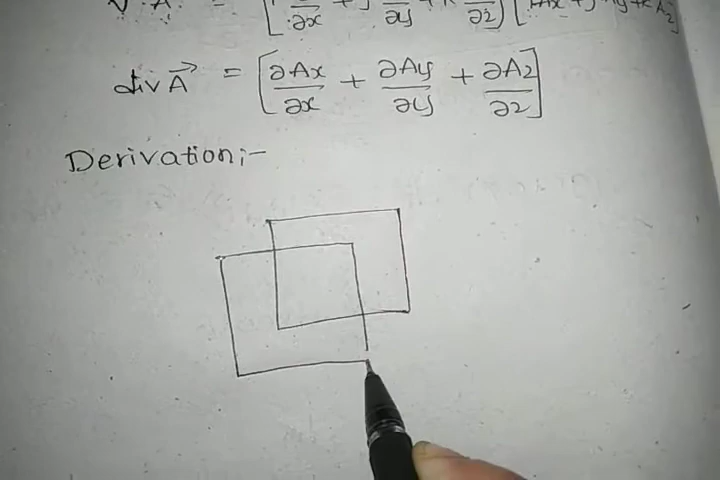 ∇·A = [∂x + ∂y + ∂z) [
div A⃗ = [∂Ax/∂x + ∂Ay/∂y + ∂Az/∂z]
Derivation:-